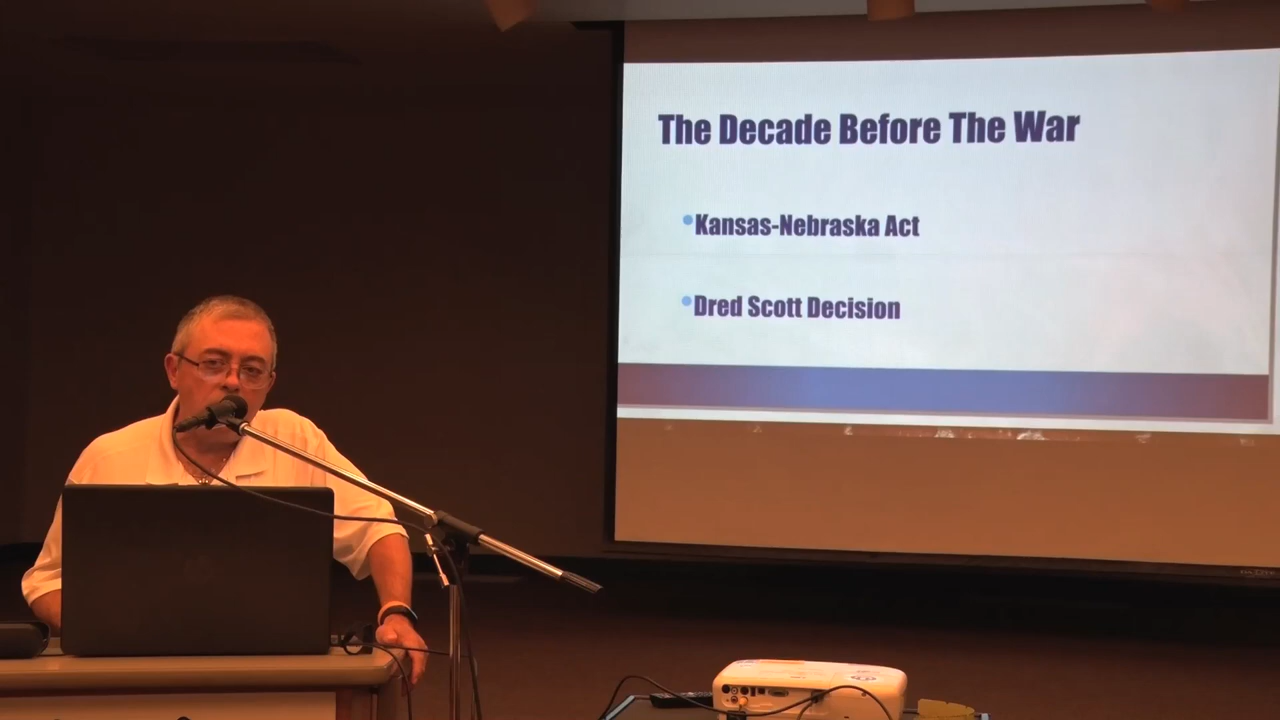 The Decade Before The War
•Kansas-Nebraska Act
•Dred Scott Decision